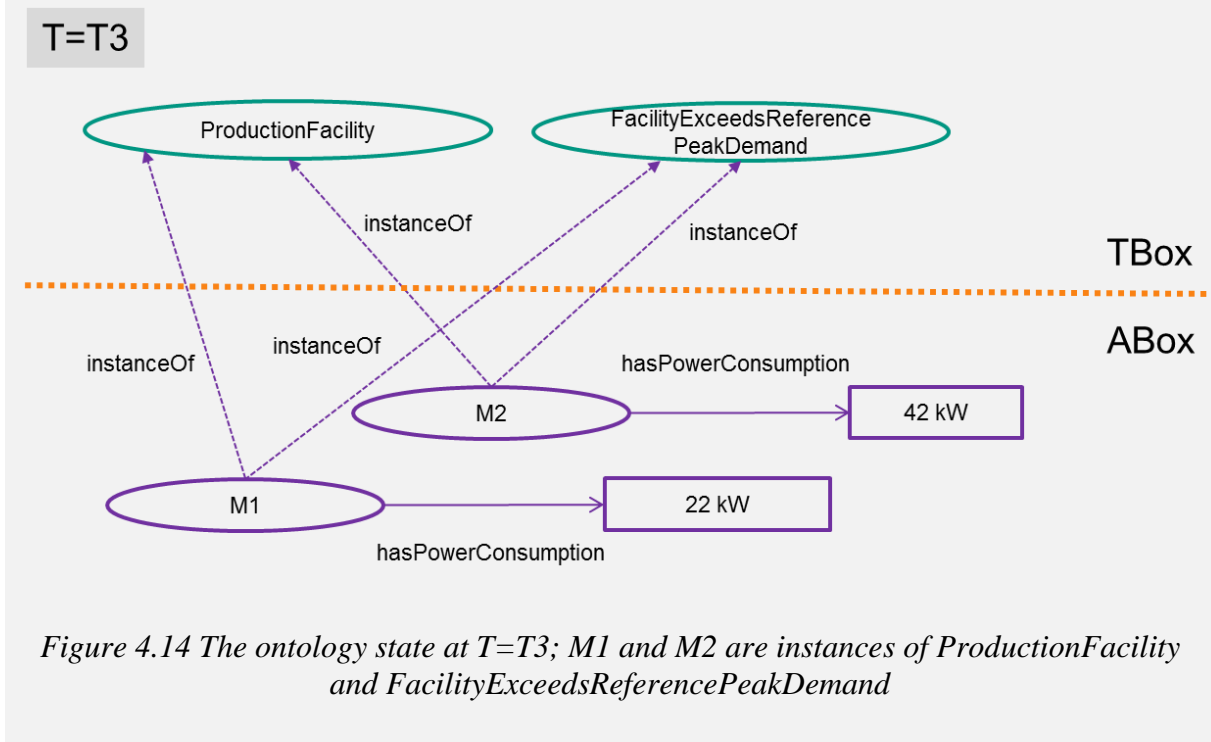 T=T3
ProductionFacility
FacilityExceedsReference
PeakDemand
instanceOf
instanceOf
TBox
ABox
instanceOf
instanceOf
hasPowerConsumption
M2
42 kW
M1
22 kW
hasPowerConsumption
Figure 4.14 The ontology state at T=T3; M1 and M2 are instances of ProductionFacility
and FacilityExceedsReferencePeakDemand